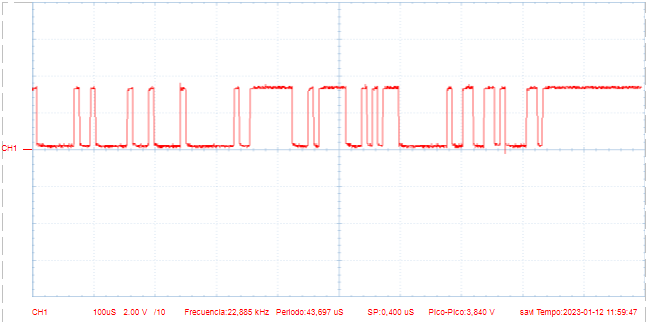 CH1
CH1 100uS 2.00 V /10 Frecuencia:22,885 kHz Periodo:43,697 uS SP:0,400 uS Pico-Pico:3,840 V savi Tempo:2023-01-12 11:59:47